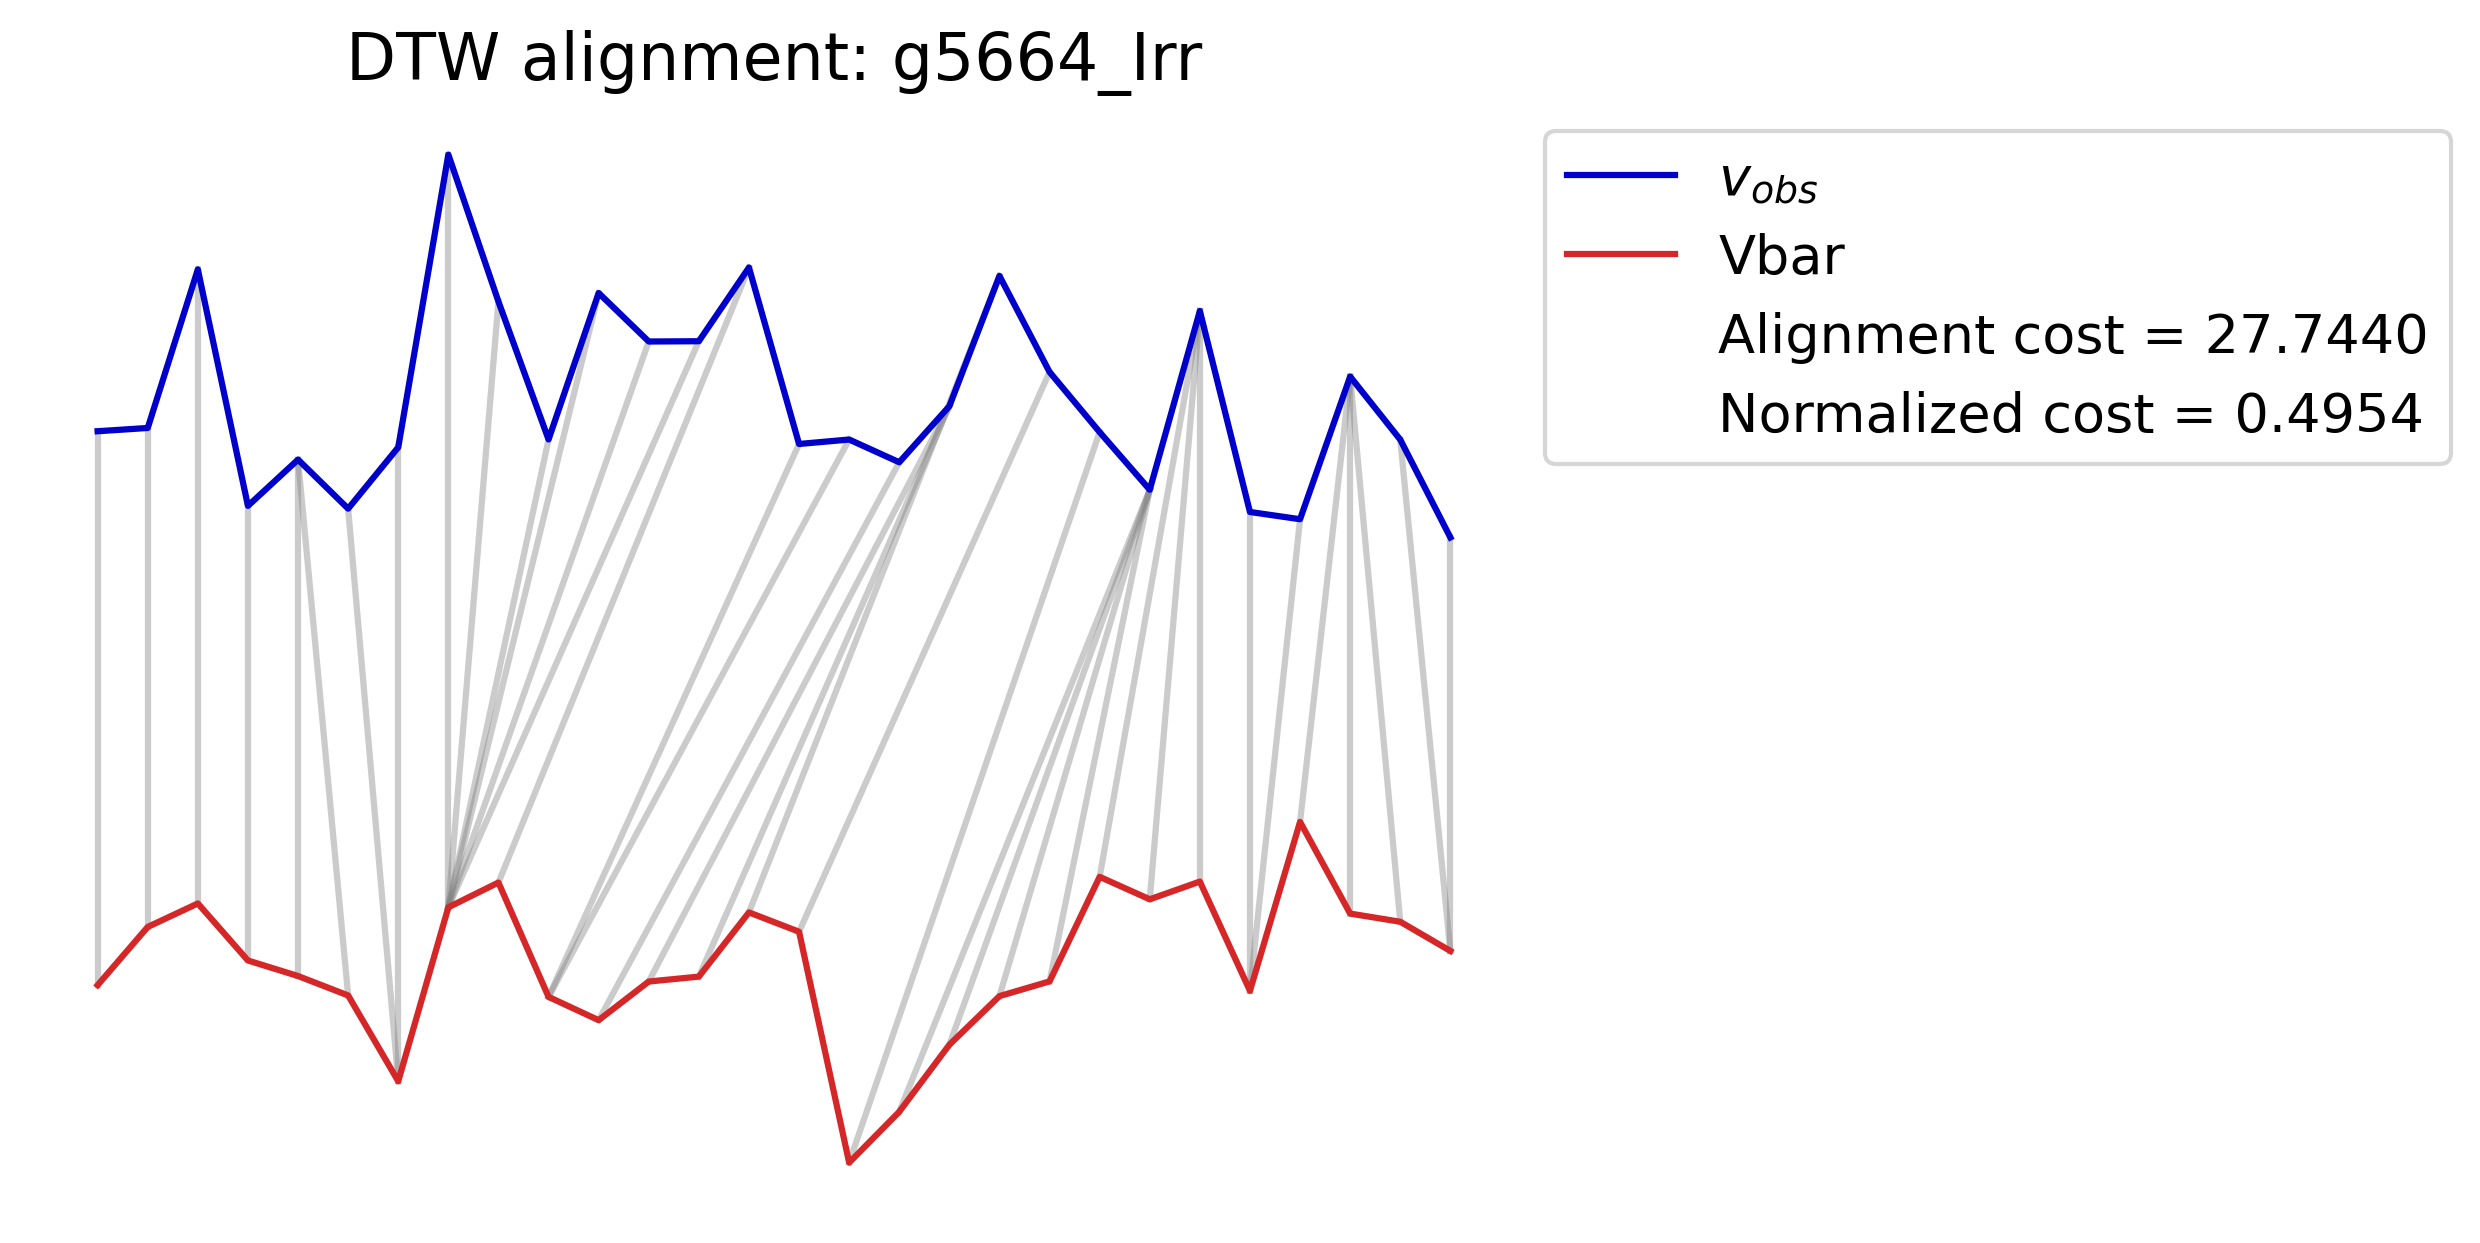 DTW alignment: g5664_Irr
v_obs
Vbar
Alignment cost = 27.7440
Normalized cost = 0.4954